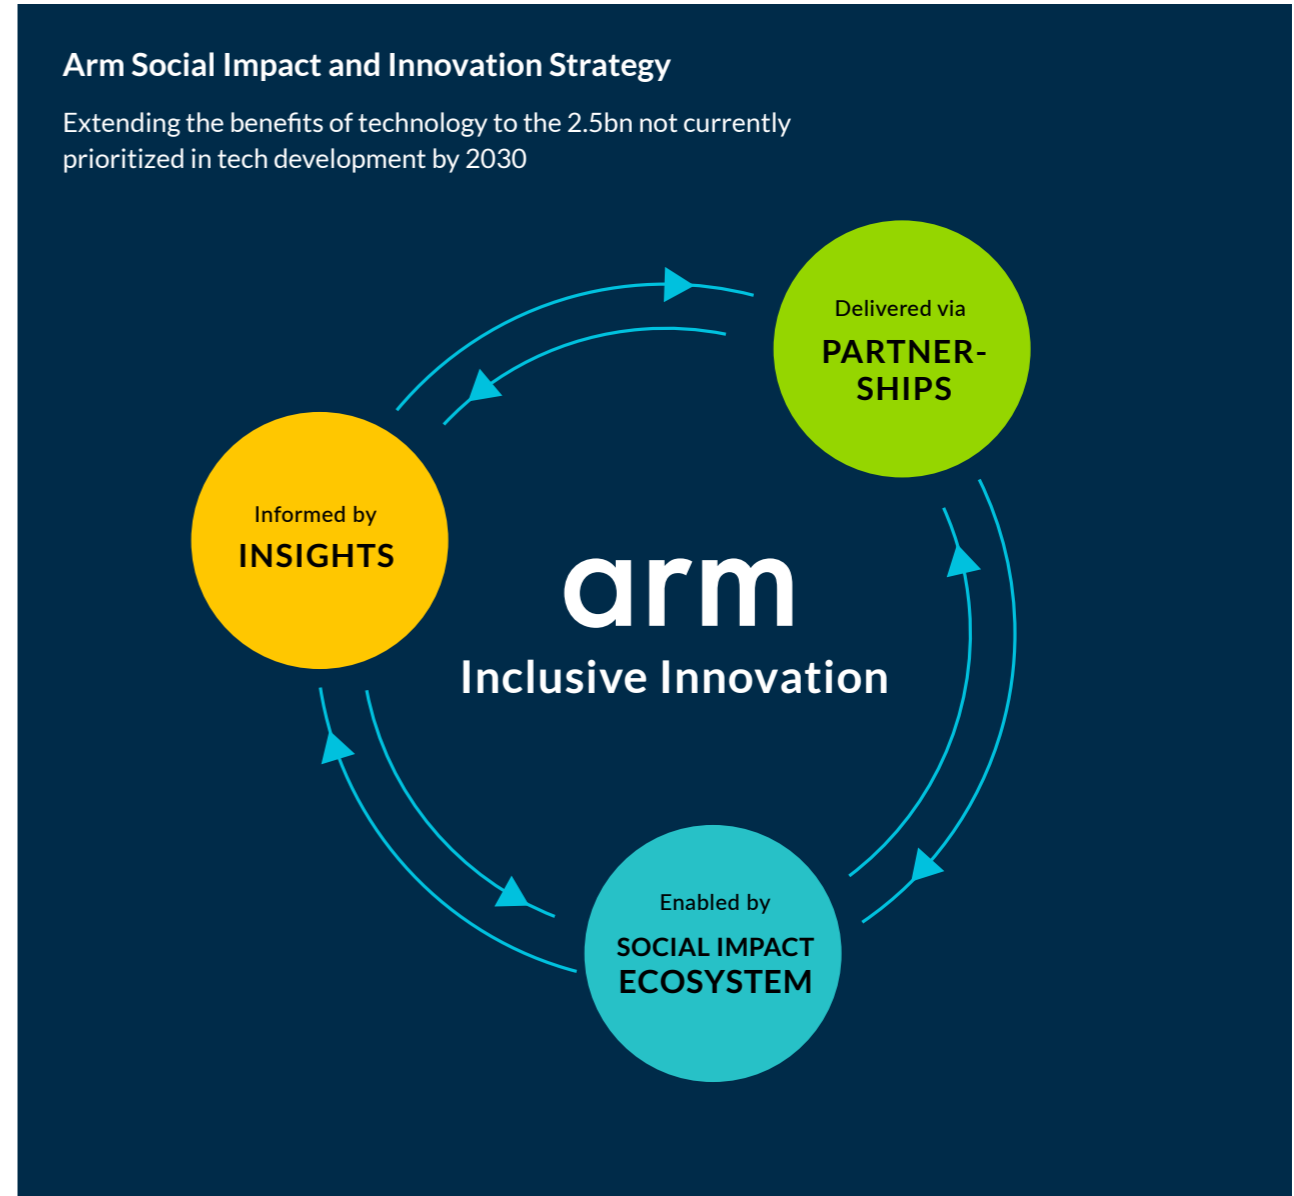 Arm Social Impact and Innovation Strategy
Extending the benefits of technology to the 2.5bn not currently
prioritized in tech development by 2030
Delivered via
PARTNER-
SHIPS
Informed by
INSIGHTS
arm
Inclusive Innovation
Enabled by
SOCIAL IMPACT
ECOSYSTEM